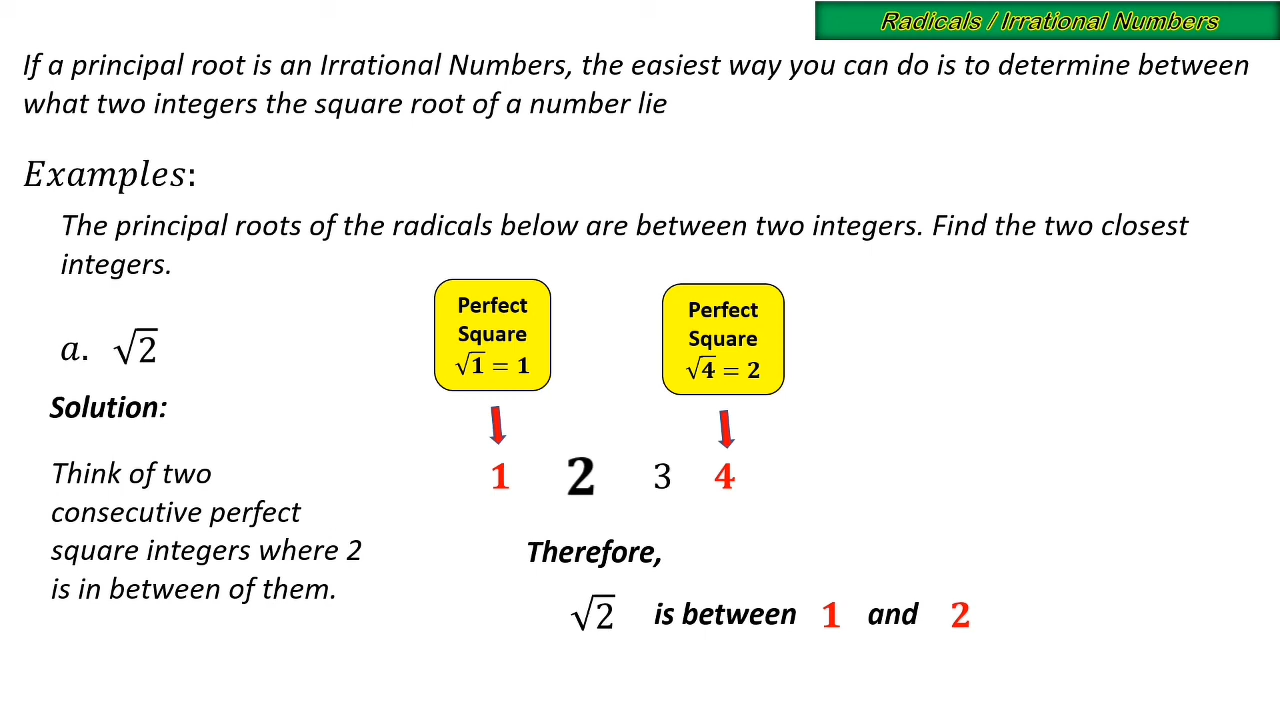 Radicals / Irrational Numbers
If a principal root is an Irrational Numbers, the easiest way you can do is to determine between
what two integers the square root of a number lie
Examples:
The principal roots of the radicals below are between two integers. Find the two closest
integers.
Perfect
Square
√1 = 1
Perfect
Square
√4 = 2
a. √2
Solution:
Think of two
consecutive perfect
square integers where 2
is in between of them.
1 2 3 4
Therefore,
√2 is between 1 and 2